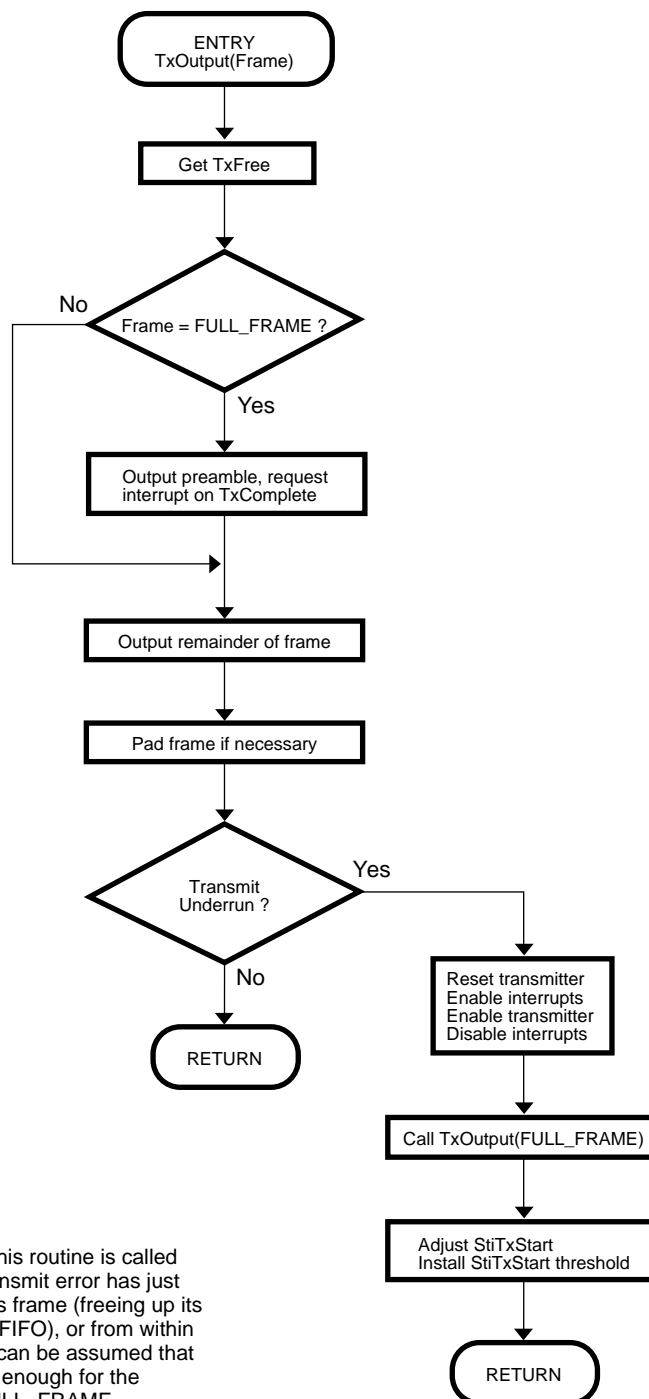 ENTRY
TxOutput(Frame)
Get TxFree
No
Frame = FULL_FRAME ?
Yes
Output preamble, request
interrupt on TxComplete
Output remainder of frame
Pad frame if necessary
Transmit
Underrun ?
Yes
No
RETURN
Reset transmitter
Enable interrupts
Enable transmitter
Disable interrupts
Call TxOutput(FULL_FRAME)
Adjust StiTxStart
Install StiTxStart threshold
RETURN
his routine is called
nsmit error has just
s frame (freeing up its
FIFO), or from within
can be assumed that
enough for the